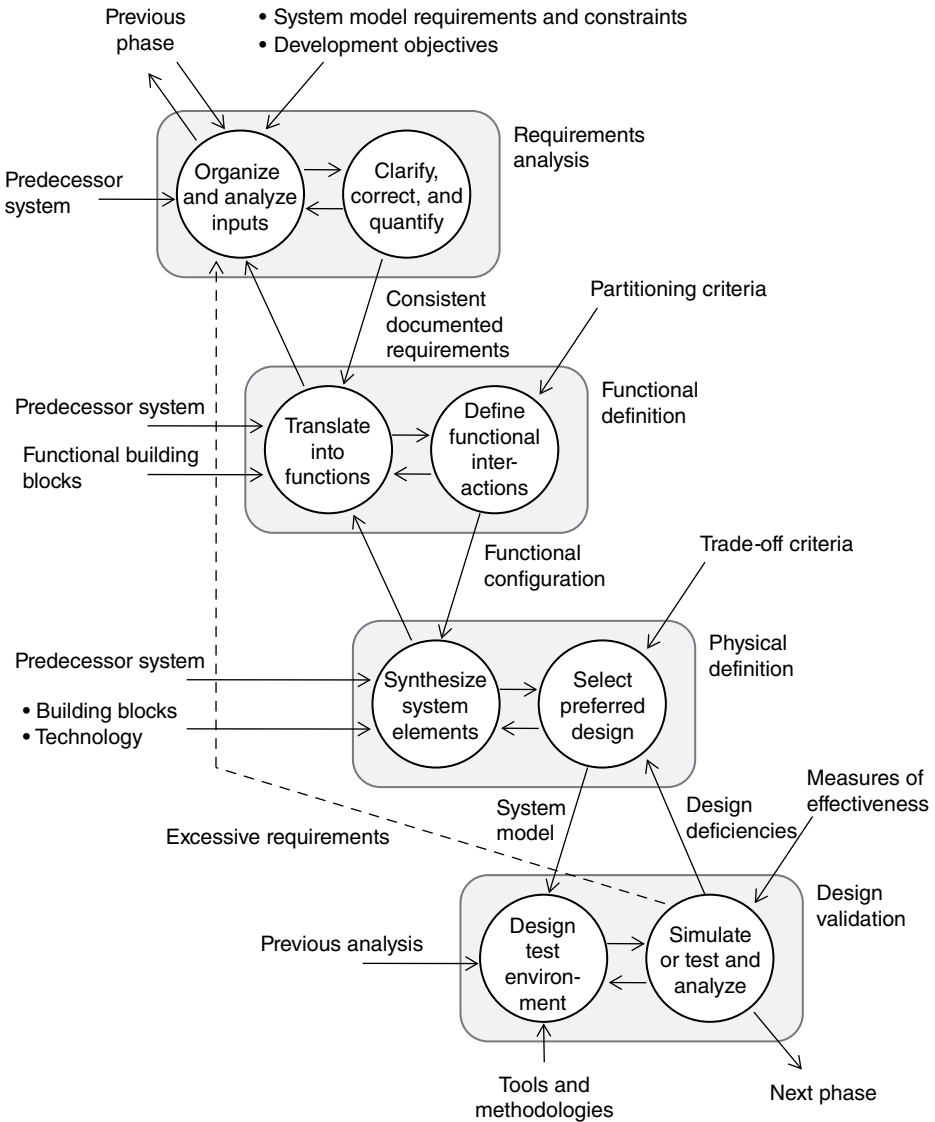 Previous
phase
• System model requirements and constraints
• Development objectives
Requirements
analysis
Predecessor
system
Organize
and analyze
inputs
Clarify,
correct, and
quantify
Consistent
documented
requirements
Partitioning criteria
Functional
definition
Predecessor system
Functional building
blocks
Translate
into
functions
Define
functional
inter-
actions
Functional
configuration
Trade-off criteria
Physical
definition
Predecessor system
• Building blocks
• Technology
Synthesize
system
elements
Select
preferred
design
System
model
Design
deficiencies
Measures of
effectiveness
Excessive requirements
Design
validation
Previous analysis
Design
test
environ-
ment
Simulate
or test and
analyze
Tools and
methodologies
Next phase